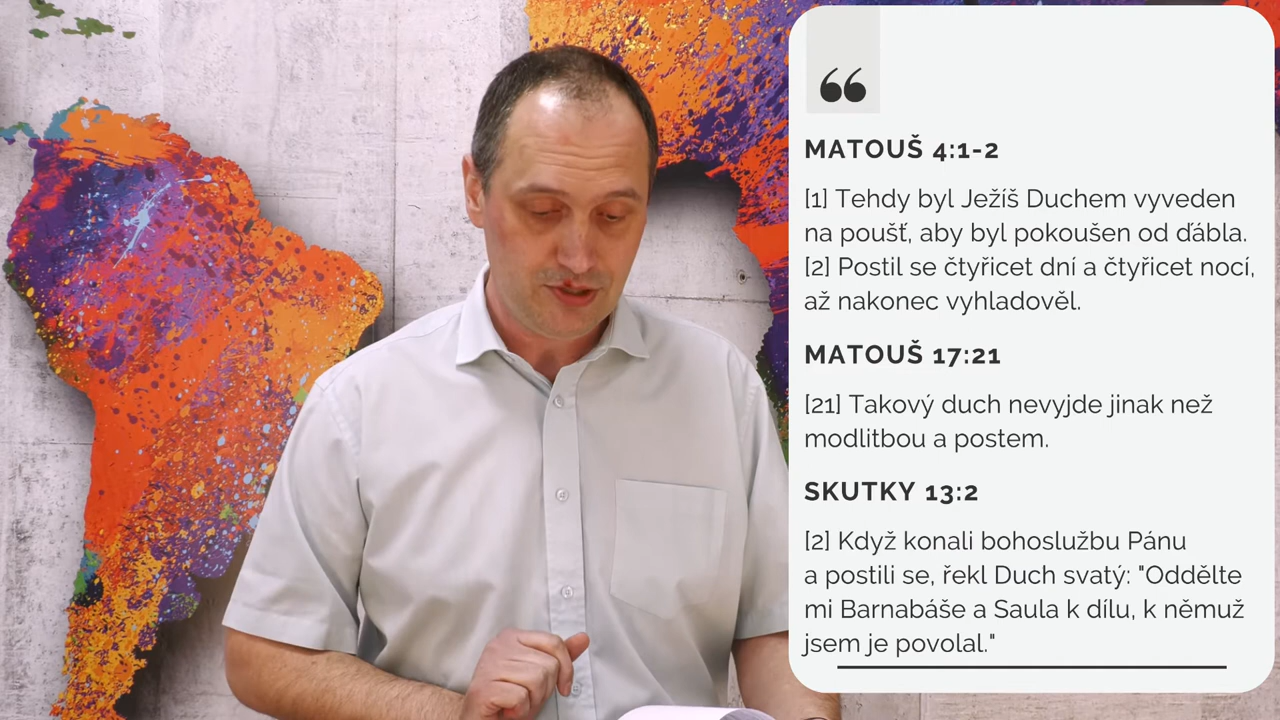 MATOUŠ 4:1-2
[1] Tehdy byl Ježíš Duchem vyveden
na poušť, aby byl pokoušen od ďábla.
[2] Postil se čtyřicet dní a čtyřicet nocí,
až nakonec vyhladověl.
MATOUŠ 17:21
[21] Takový duch nevyjde jinak než
modlitbou a postem.
SKUTKY 13:2
[2] Když konali bohoslužbu Pánu
a postili se, řekl Duch svatý: "Oddělte
mi Barnabáše a Saula k dílu, k němuž
jsem je povolal."